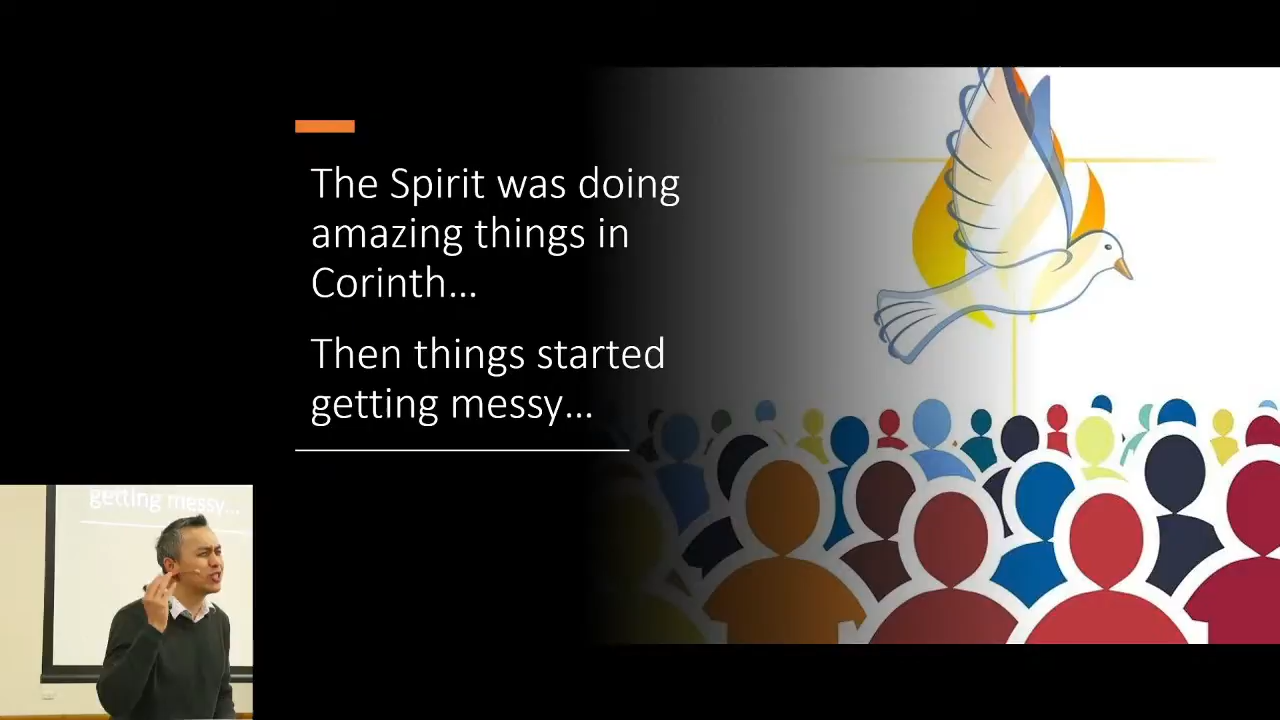 The Spirit was doing
amazing things in
Corinth...
Then things started
getting messy...
getting messy...